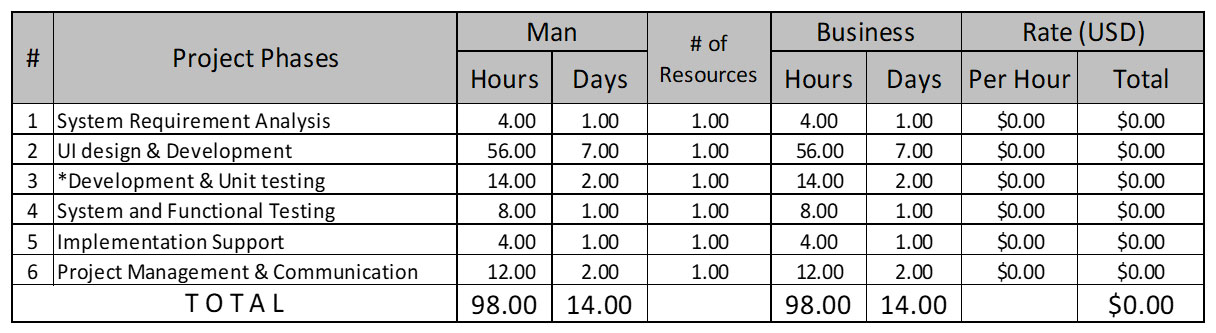 # Project Phases Man # of Resources Business Rate (USD)
Hours Days Hours Days Per Hour Total
1 System Requirement Analysis 4.00 1.00 1.00 4.00 1.00 $0.00 $0.00
2 UI design & Development 56.00 7.00 1.00 56.00 7.00 $0.00 $0.00
3 *Development & Unit testing 14.00 2.00 1.00 14.00 2.00 $0.00 $0.00
4 System and Functional Testing 8.00 1.00 1.00 8.00 1.00 $0.00 $0.00
5 Implementation Support 4.00 1.00 1.00 4.00 1.00 $0.00 $0.00
6 Project Management & Communication 12.00 2.00 1.00 12.00 2.00 $0.00 $0.00
TOTAL 98.00 14.00 98.00 14.00 $0.00